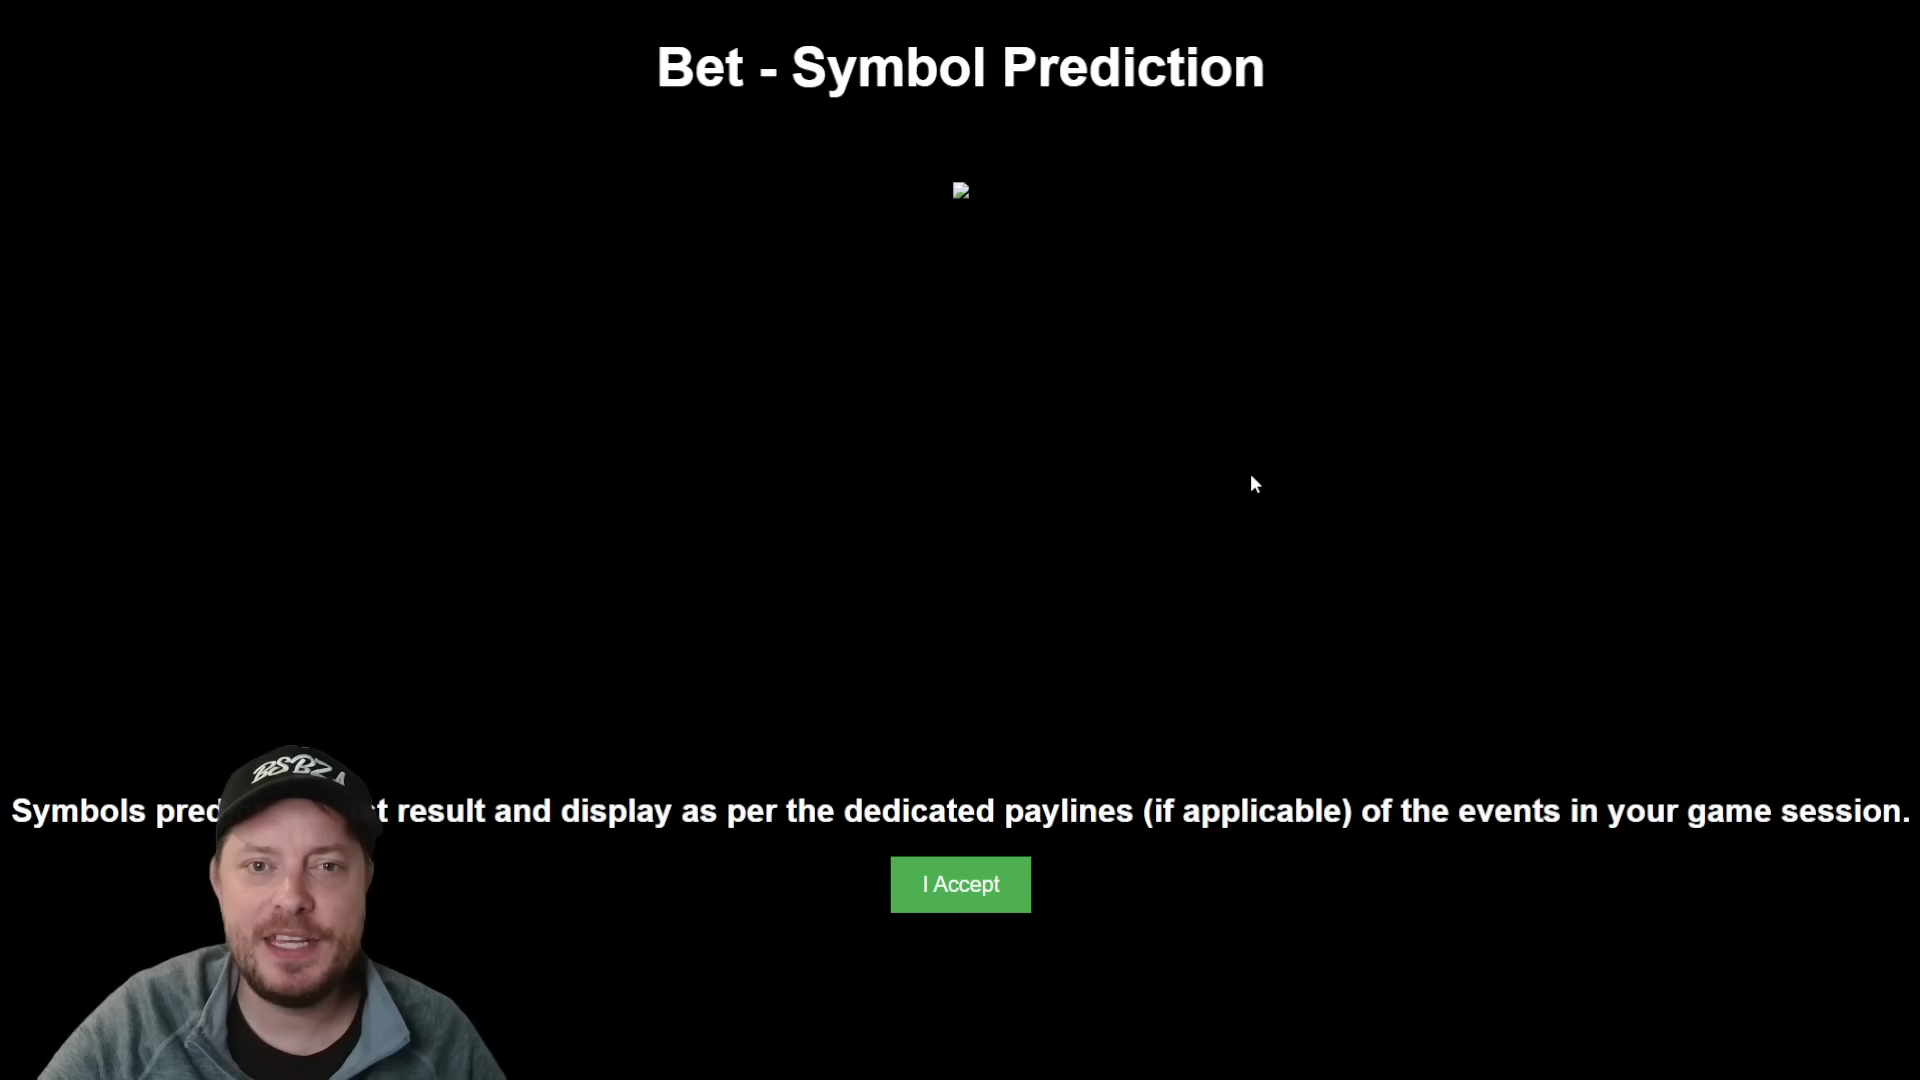 Bet - Symbol Prediction
BSBZA
Symbols result and display as per the dedicated paylines (if applicable) of the events in your game session.
I Accept